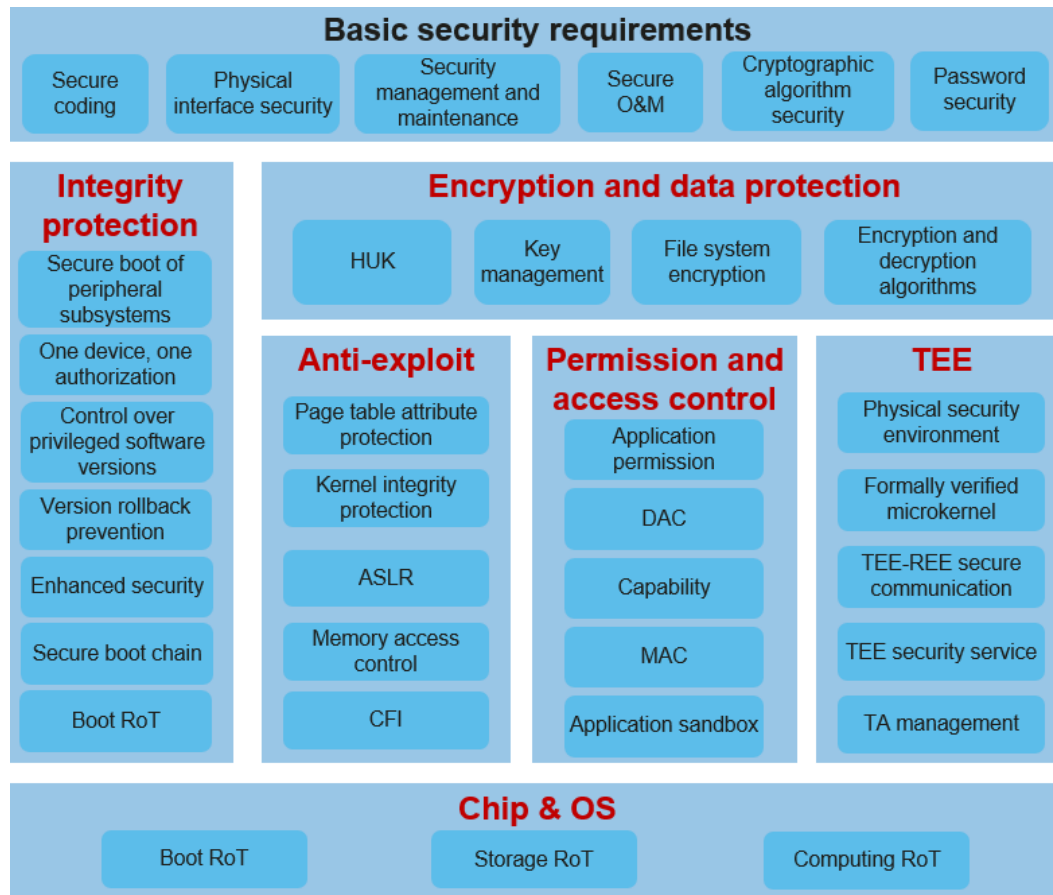 Basic security requirements
Secure
coding
Physical
interface security
Security
management and
maintenance
Secure
O&M
Cryptographic
algorithm
security
Password
security
Integrity
protection
Secure boot of
peripheral
subsystems
One device, one
authorization
Control over
privileged software
versions
Version rollback
prevention
Enhanced security
Secure boot chain
Boot RoT
Encryption and data protection
HUK
Key
management
File system
encryption
Encryption and
decryption
algorithms
Anti-exploit
Page table attribute
protection
Kernel integrity
protection
ASLR
Memory access
control
CFI
Permission and
access control
Application
permission
DAC
Capability
MAC
Application sandbox
TEE
Physical security
environment
Formally verified
microkernel
TEE-REE secure
communication
TEE security service
TA management
Chip & OS
Boot RoT
Storage RoT
Computing RoT